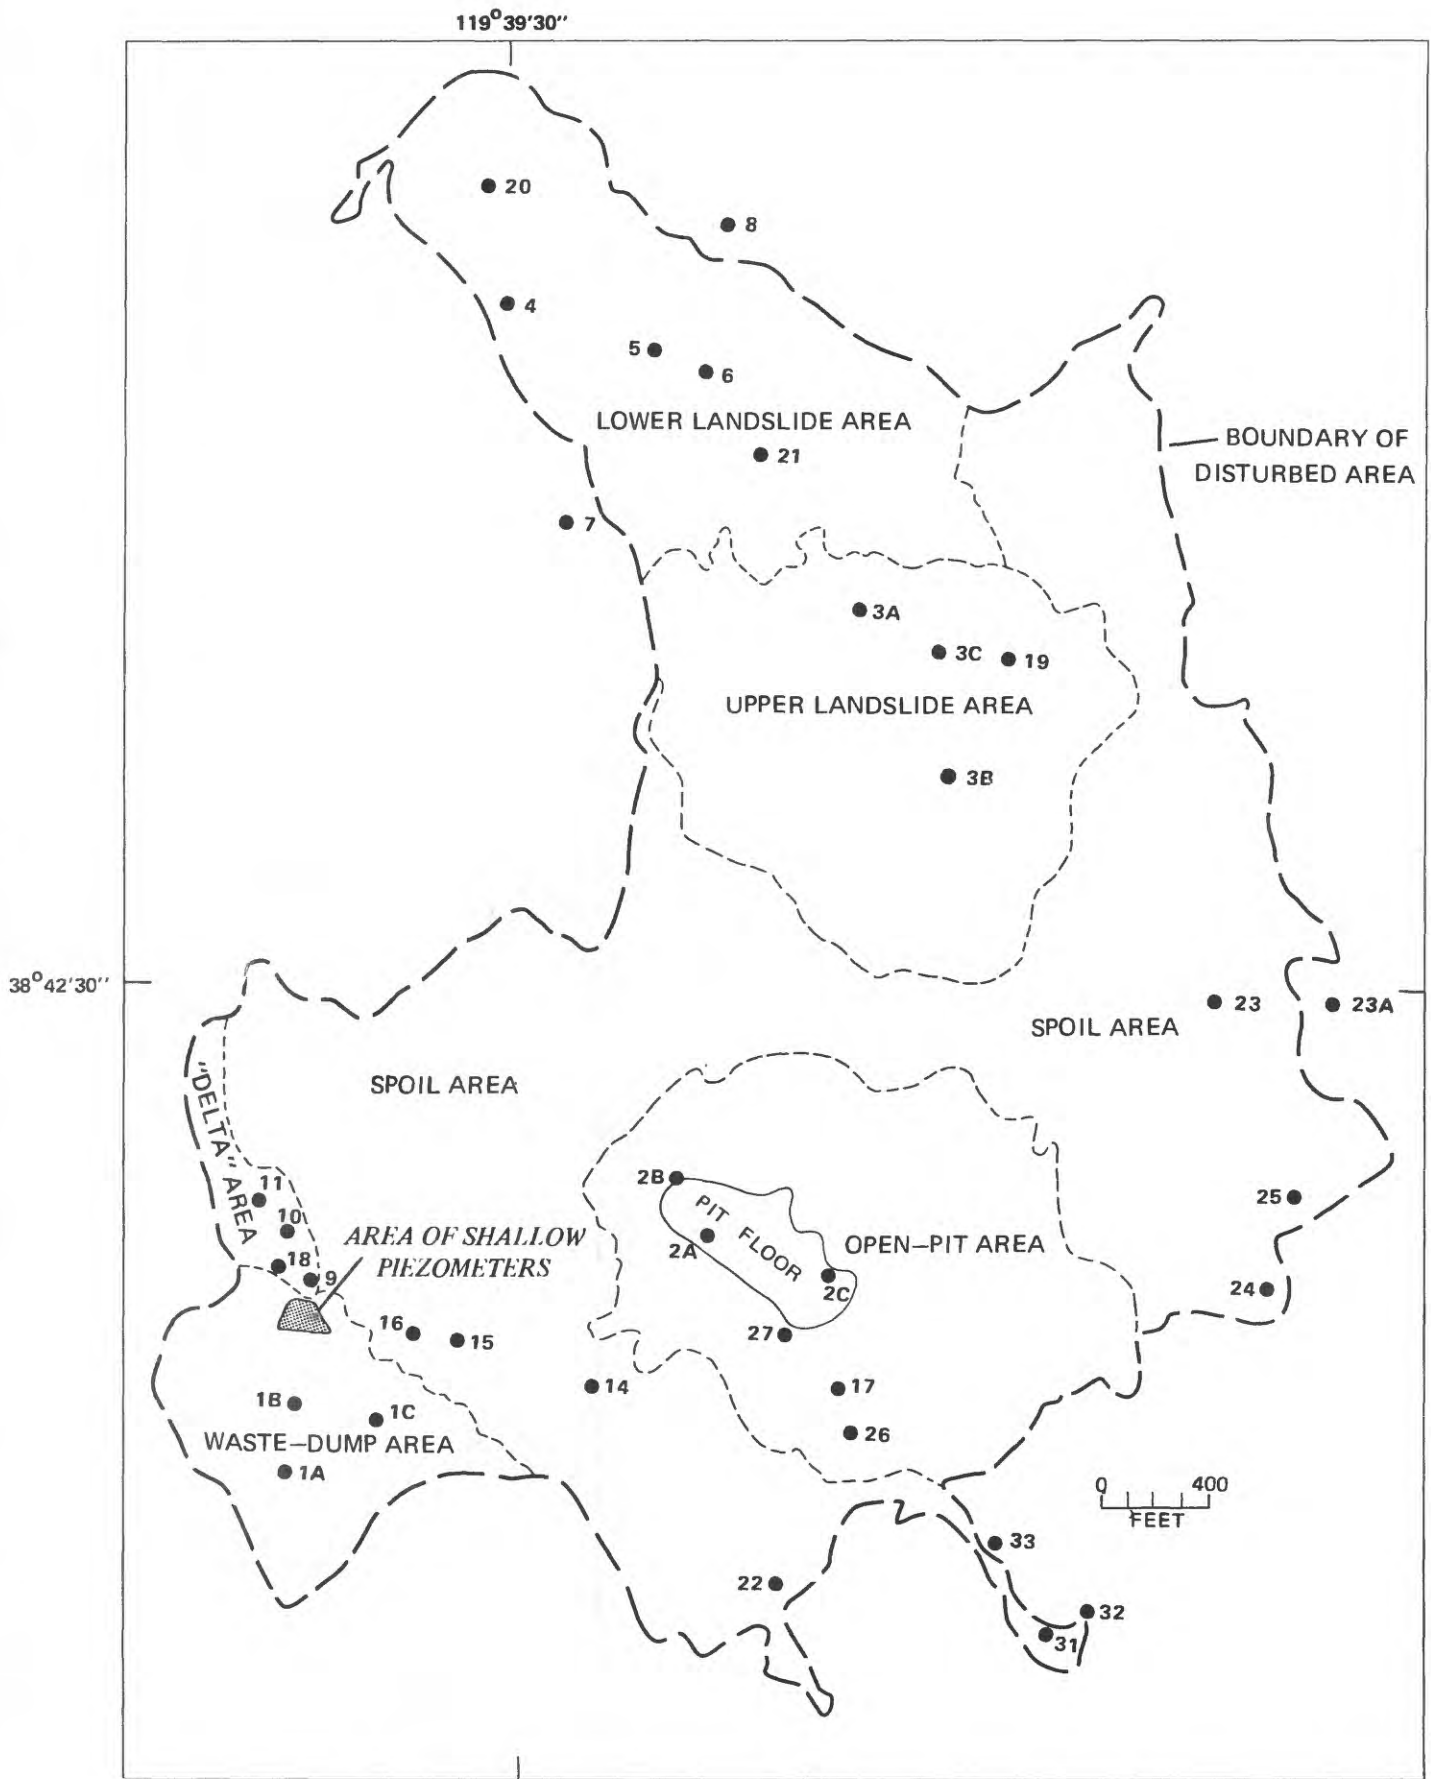 119°39'30"
20
8
4
5
6
LOWER LANDSLIDE AREA
BOUNDARY OF
DISTURBED AREA
21
7
3A
3C
19
UPPER LANDSLIDE AREA
3B
38°42'30"
23
23A
SPOIL AREA
SPOIL AREA
"DELTA" AREA
11
10
18
9
AREA OF SHALLOW
PIEZOMETERS
2B
PIT
FLOOR
2A
2C
OPEN–PIT AREA
25
24
27
16
15
14
17
26
1B
1C
WASTE–DUMP AREA
1A
0 400
FEET
33
22
32
31